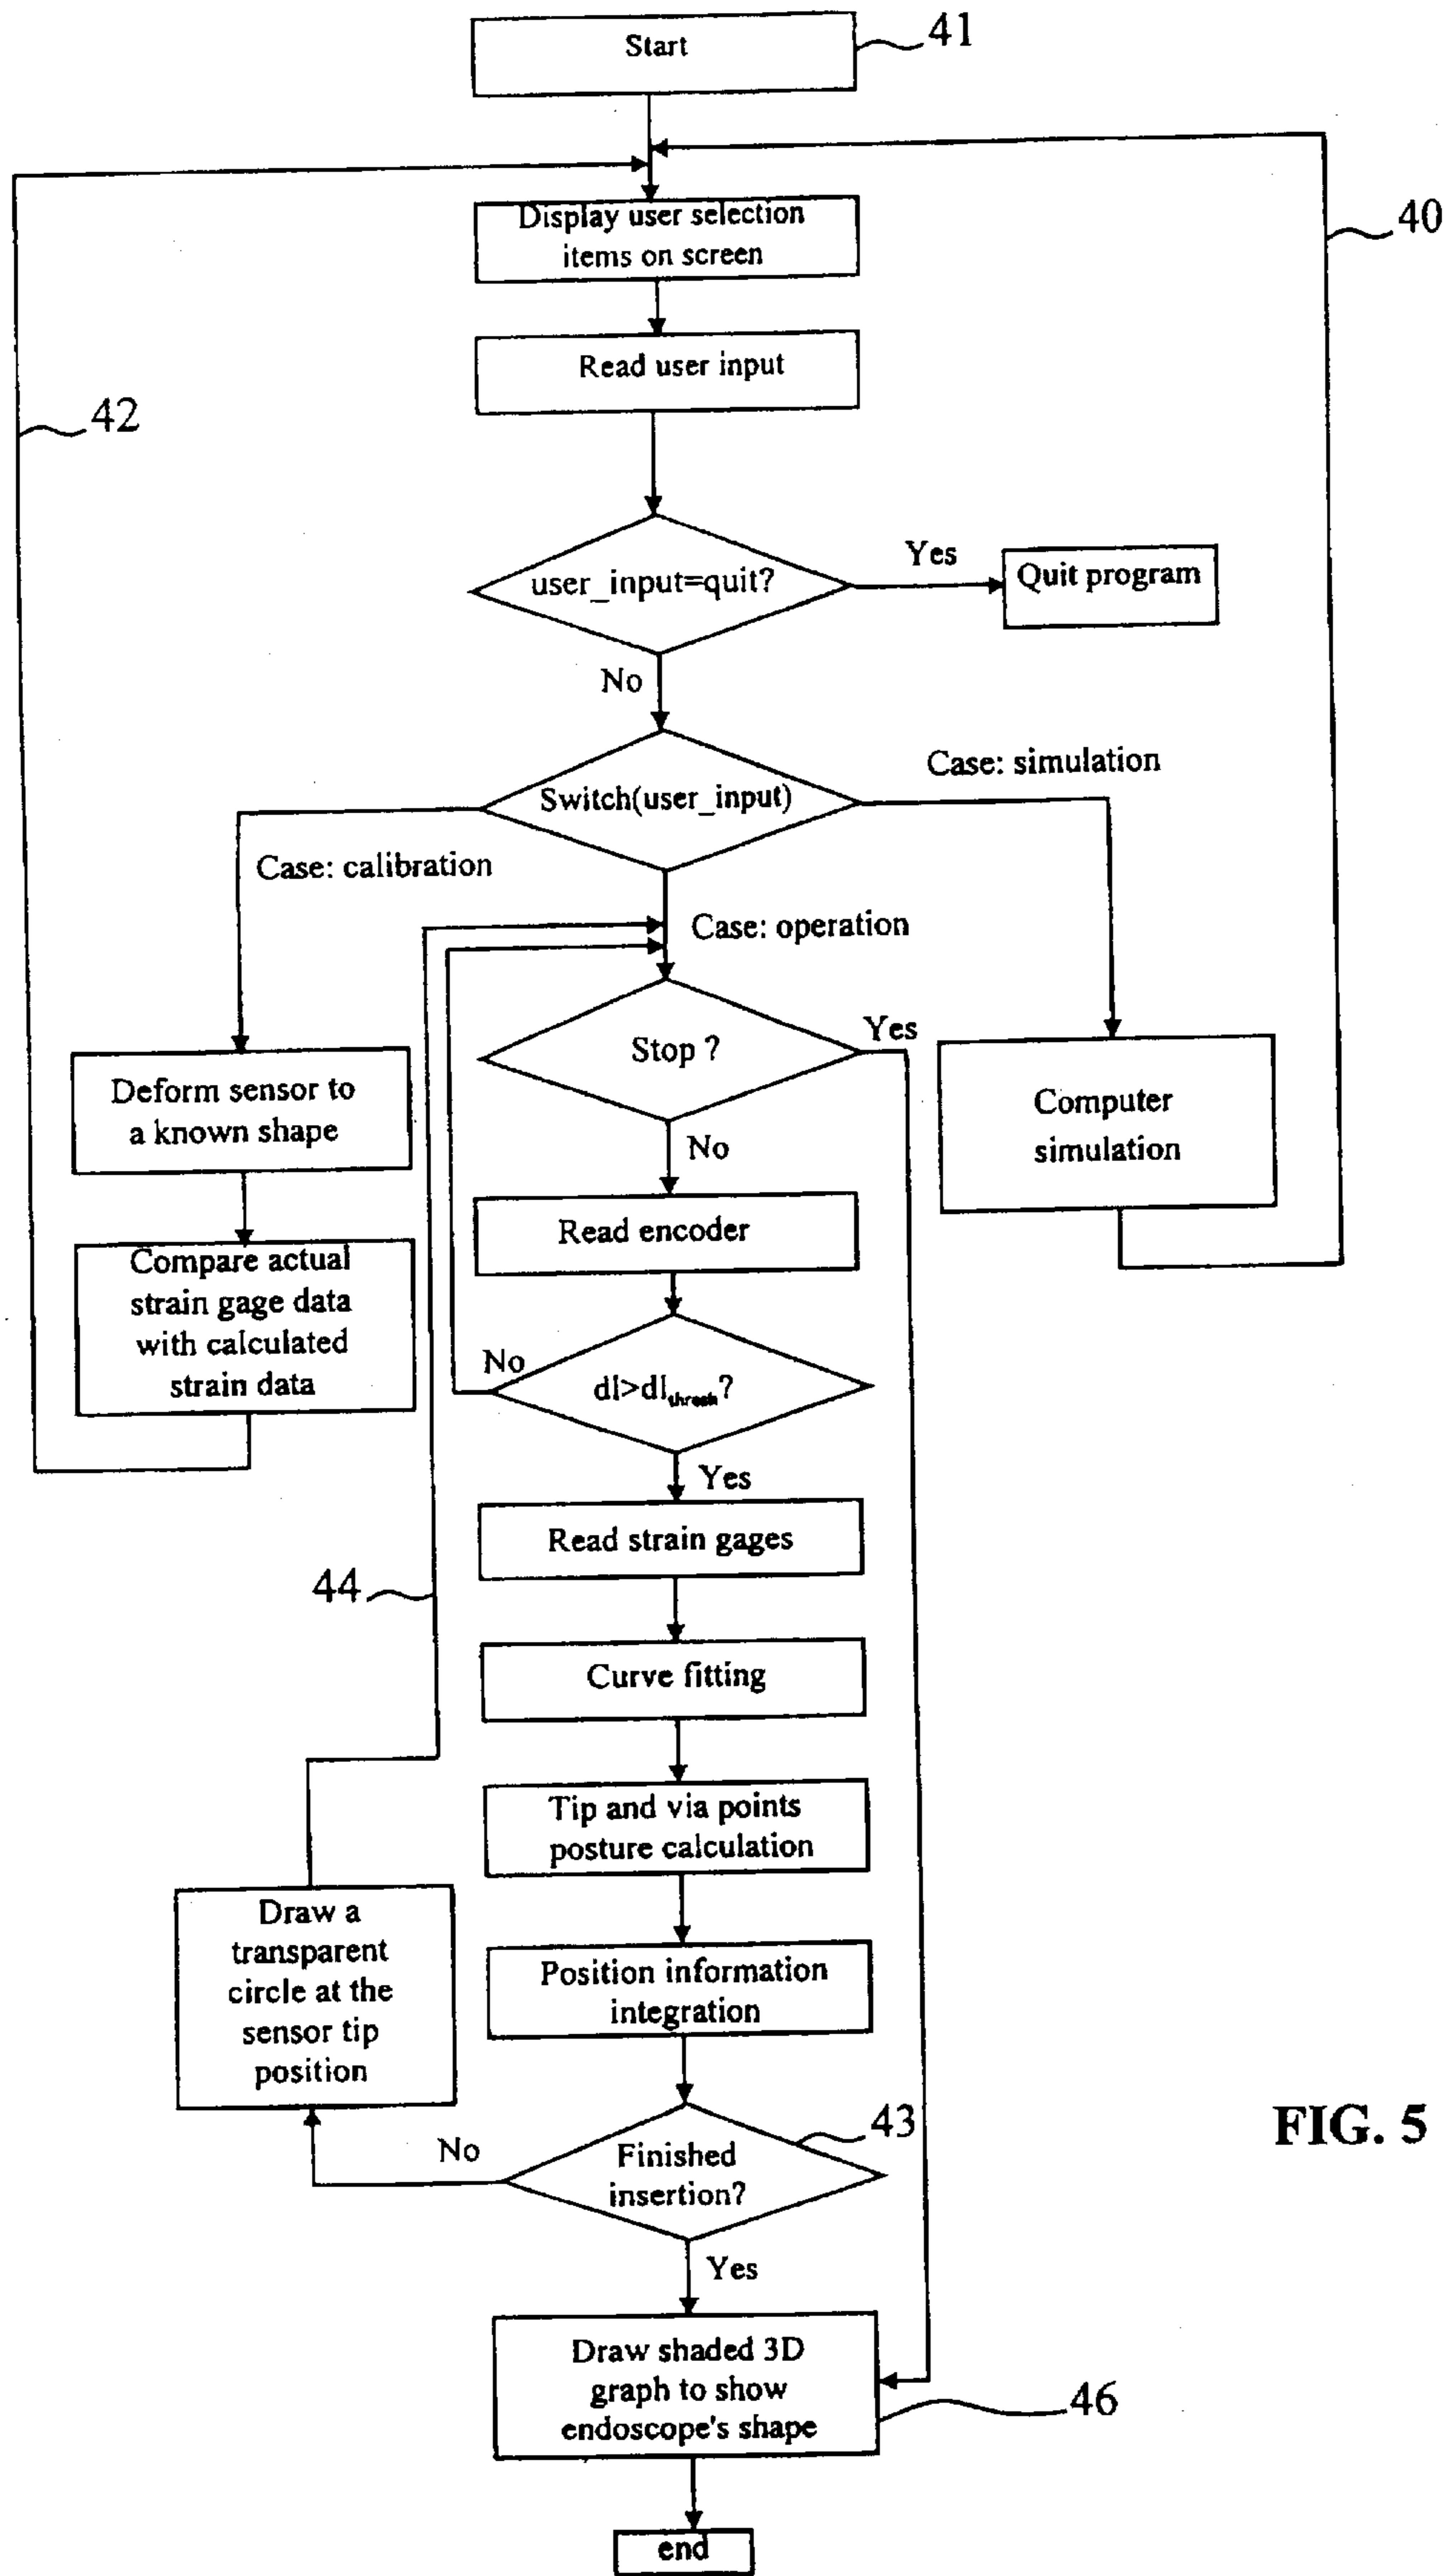 Start
41
Display user selection
items on screen
40
Read user input
42
user_input=quit?
Yes
Quit program
No
Switch(user_input)
Case: simulation
Case: calibration
Case: operation
Stop ?
Yes
No
Deform sensor to
a known shape
Computer
simulation
Read encoder
Compare actual
strain gage data
with calculated
strain data
No
dl>dl_thresh?
Yes
Read strain gages
44
Curve fitting
Tip and via points
posture calculation
Draw a
transparent
circle at the
sensor tip
position
Position information
integration
43
No
Finished
insertion?
FIG. 5
Yes
Draw shaded 3D
graph to show
endoscope's shape
46
end